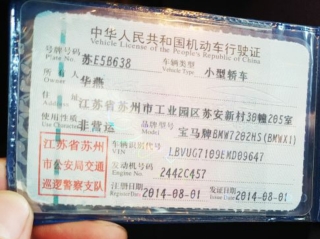 中华人民共和国机动车行驶证
Vehicle License of the People's Republic of China
号牌号码 苏E5B638 车辆类型 小型轿车
Plate No. Vehicle Type
所有人 华燕
Owner
住址 江苏省苏州市工业园区苏安新村30幢205室
使用性质 非营运 品牌型号 宝马牌BMW7202HS(BMWX1)
Use Character
车辆识别代号 LBVUG7109EMD09647
VIN
江苏省苏州市公安局交通巡逻警察支队
发动机号码 2442C457
Engine No.
注册日期 2014-08-01 发证日期 2014-08-01
Register Date Issue Date